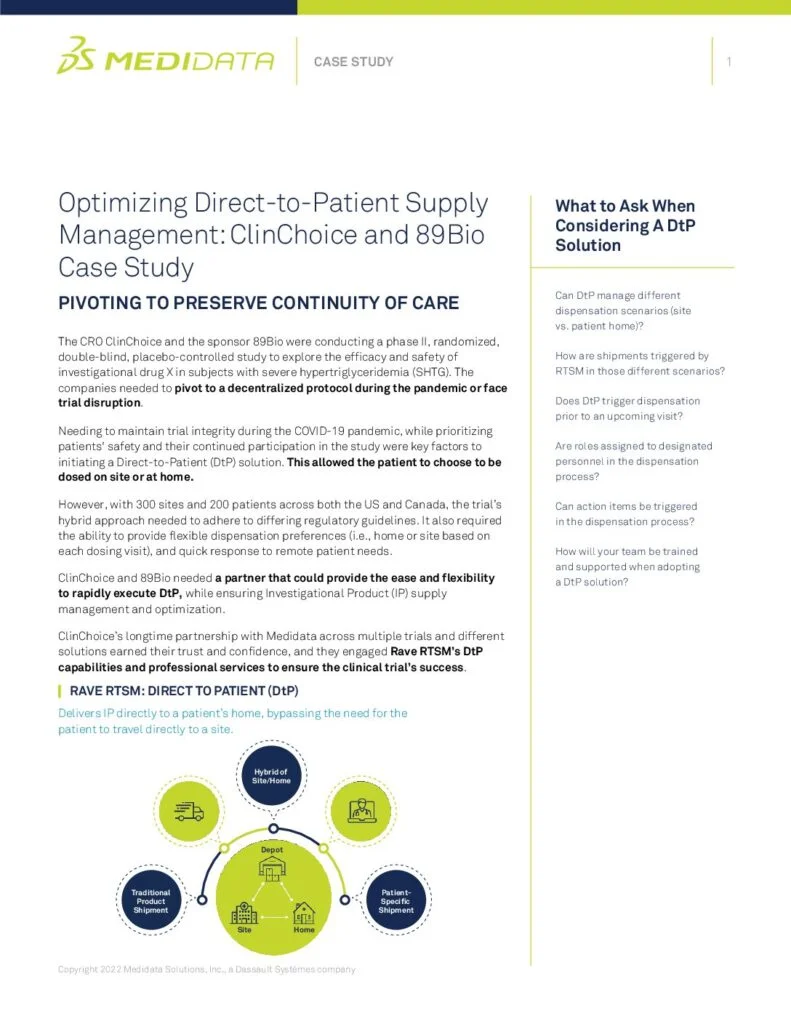 MEDIDATA
CASE STUDY
1
Optimizing Direct-to-Patient Supply
Management: ClinChoice and 89Bio
Case Study
PIVOTING TO PRESERVE CONTINUITY OF CARE
The CRO ClinChoice and the sponsor 89Bio were conducting a phase II, randomized,
double-blind, placebo-controlled study to explore the efficacy and safety of
investigational drug X in subjects with severe hypertriglyceridemia (SHTG). The
companies needed to pivot to a decentralized protocol during the pandemic or face
trial disruption.
Needing to maintain trial integrity during the COVID-19 pandemic, while prioritizing
patients' safety and their continued participation in the study were key factors to
initiating a Direct-to-Patient (DtP) solution. This allowed the patient to choose to be
dosed on site or at home.
However, with 300 sites and 200 patients across both the US and Canada, the trial's
hybrid approach needed to adhere to differing regulatory guidelines. It also required
the ability to provide flexible dispensation preferences (i.e., home or site based on
each dosing visit), and quick response to remote patient needs.
ClinChoice and 89Bio needed a partner that could provide the ease and flexibility
to rapidly execute DtP, while ensuring Investigational Product (IP) supply
management and optimization.
ClinChoice's longtime partnership with Medidata across multiple trials and different
solutions earned their trust and confidence, and they engaged Rave RTSM's DtP
capabilities and professional services to ensure the clinical trial's success.
RAVE RTSM: DIRECT TO PATIENT (DtP)
Delivers IP directly to a patient's home, bypassing the need for the
patient to travel directly to a site.
Hybrid of
Site/Home
Depot
Traditional
Product
Shipment
Patient-
Specific
Shipment
Site
Home
What to Ask When
Considering A DtP
Solution
Can DtP manage different
dispensation scenarios (site
vs. patient home)?
How are shipments triggered by
RTSM in those different scenarios?
Does DtP trigger dispensation
prior to an upcoming visit?
Are roles assigned to designated
personnel in the dispensation
process?
Can action items be triggered
in the dispensation process?
How will your team be trained
and supported when adopting
a DtP solution?
Copyright 2022 Medidata Solutions, Inc., a Dassault Systèmes company